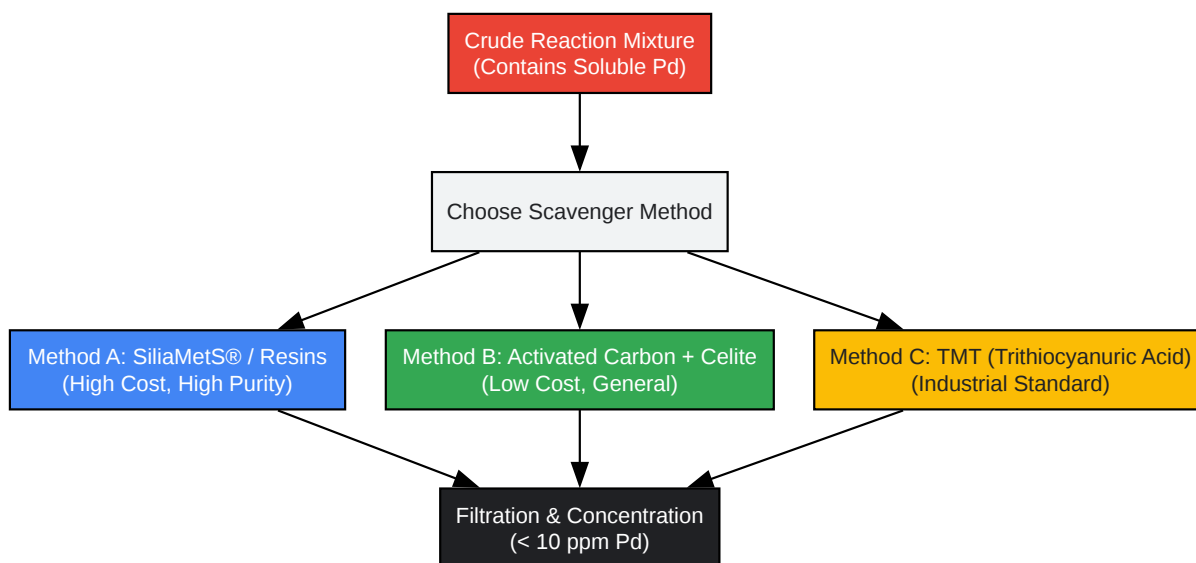 Crude Reaction Mixture
(Contains Soluble Pd)
Choose Scavenger Method
Method A: SiliaMetS® / Resins
(High Cost, High Purity)
Method B: Activated Carbon + Celite
(Low Cost, General)
Method C: TMT (Trithiocyanuric Acid)
(Industrial Standard)
Filtration & Concentration
(< 10 ppm Pd)